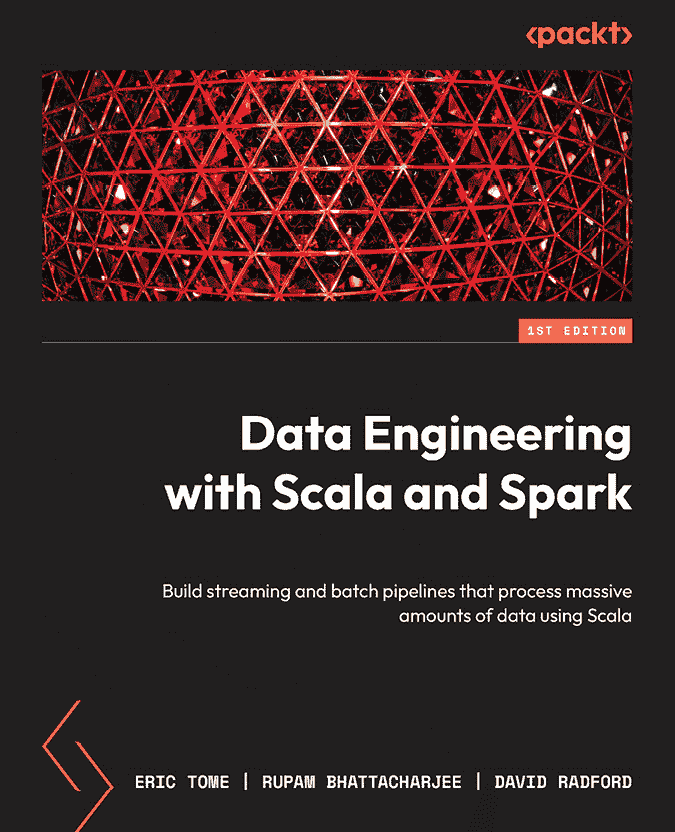 <packt>
1ST EDITION
Data Engineering
with Scala and Spark
Build streaming and batch pipelines that process massive
amounts of data using Scala
ERIC TOME | RUPAM BHATTACHARJEE | DAVID RADFORD